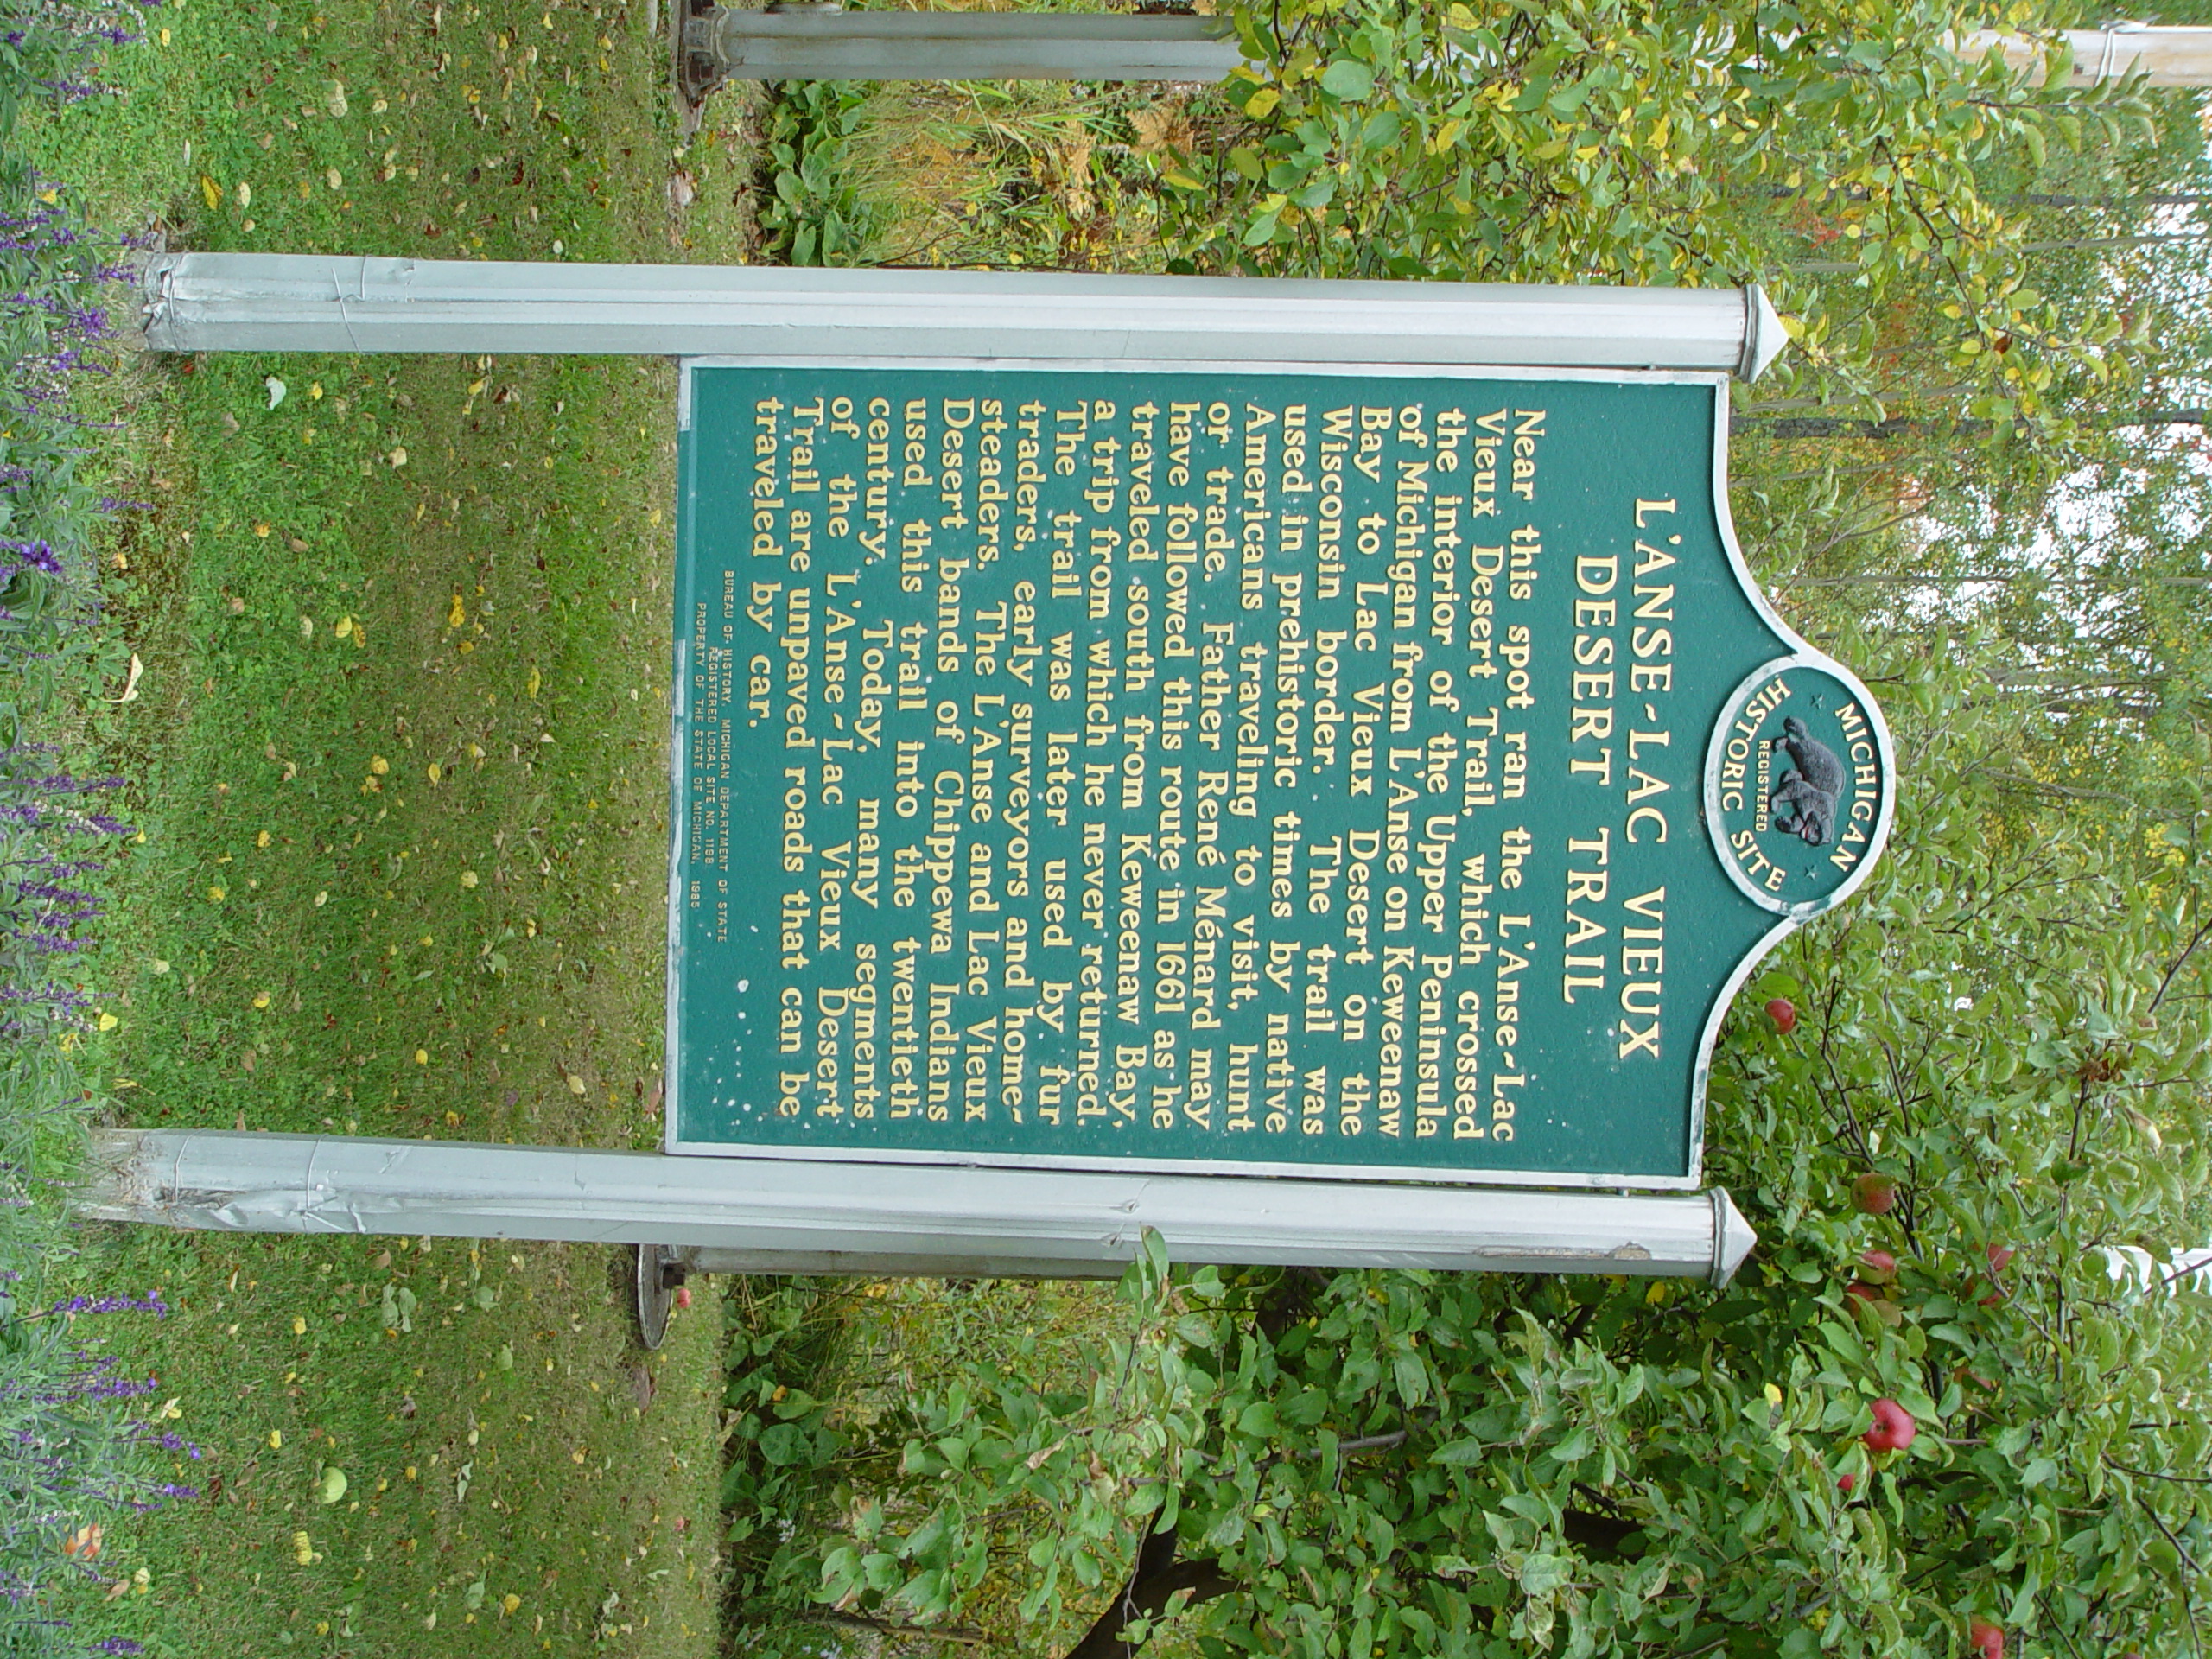 MICHIGAN
REGISTERED
HISTORIC SITE
L'ANSE-LAC VIEUX
DESERT TRAIL
Near this spot ran the L'Anse-Lac
Vieux Desert Trail, which crossed
the interior of the Upper Peninsula
of Michigan from L'Anse on Keweenaw
Bay to Lac Vieux Desert on the
Wisconsin border. The trail was
used in prehistoric times by native
Americans traveling to visit, hunt
or trade. Father René Ménard may
have followed this route in 1661 as he
traveled south from Keweenaw Bay,
a trip from which he never returned.
The trail was later used by fur
traders, early surveyors and home-
steaders. The L'Anse and Lac Vieux
Desert bands of Chippewa Indians
used this trail into the twentieth
century. Today, many segments
of the L'Anse-Lac Vieux Desert
Trail are unpaved roads that can be
traveled by car.
BUREAU OF HISTORY, MICHIGAN DEPARTMENT OF STATE
REGISTERED LOCAL SITE NO. 1198
PROPERTY OF THE STATE OF MICHIGAN, 1985